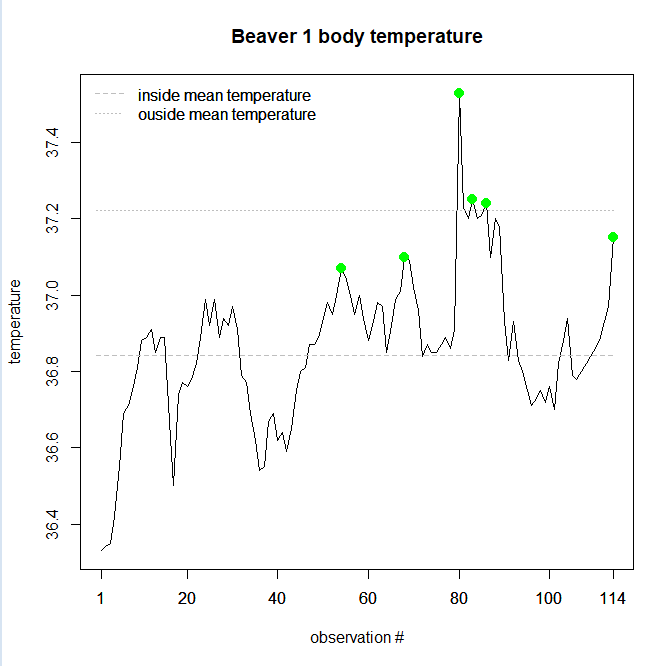 Beaver 1 body temperature
inside mean temperature
ouside mean temperature
temperature
37.4
37.2
37.0
36.8
36.6
36.4
1 20 40 60 80 100 114
observation #